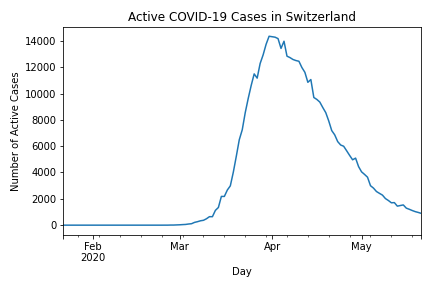 Active COVID-19 Cases in Switzerland
14000
12000
10000
8000
6000
4000
2000
0
Number of Active Cases
Feb
2020
Mar
Apr
May
Day